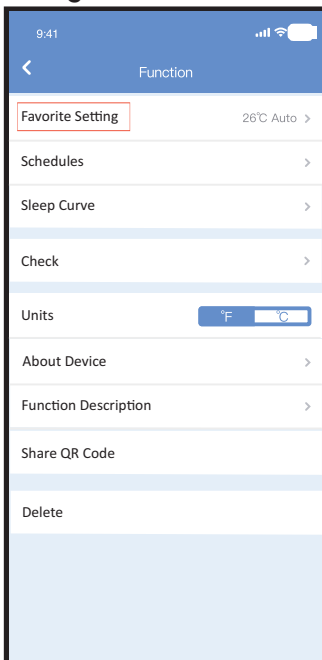 9:41
Function
Favorite Setting 26℃ Auto >
Schedules >
Sleep Curve >
Check >
Units °F ℃
About Device >
Function Description >
Share QR Code
Delete